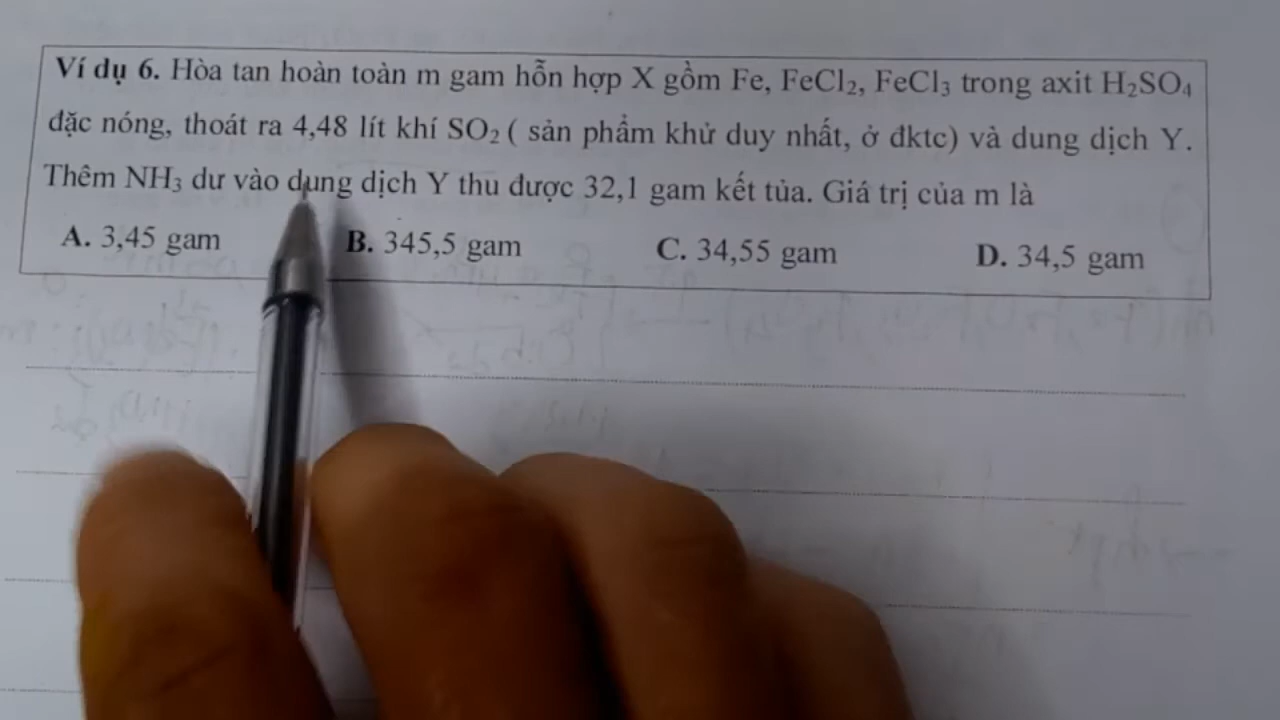 Ví dụ 6. Hòa tan hoàn toàn m gam hỗn hợp X gồm Fe, FeCl₂, FeCl₃ trong axit H₂SO₄
đặc nóng, thoát ra 4,48 lít khí SO₂ ( sản phẩm khử duy nhất, ở đktc) và dung dịch Y.
Thêm NH₃ dư vào dung dịch Y thu được 32,1 gam kết tủa. Giá trị của m là
A. 3,45 gam B. 345,5 gam C. 34,55 gam D. 34,5 gam